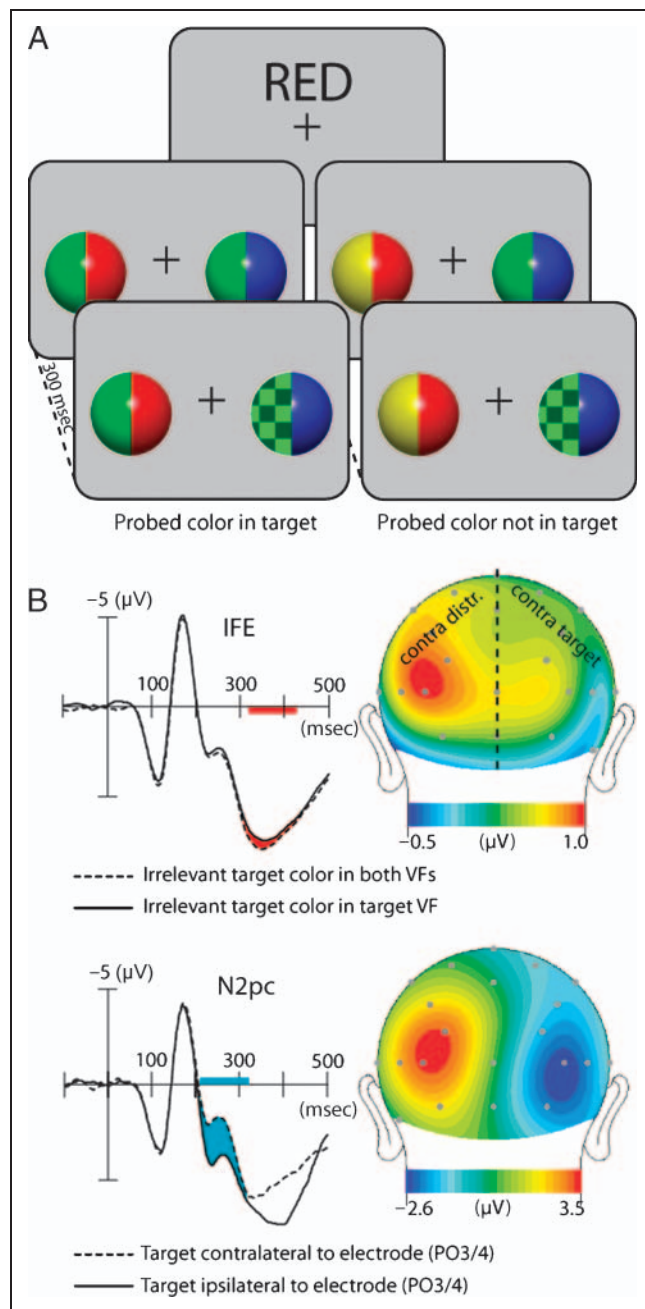 A
RED
300 msec
Probed color in target
Probed color not in target
B
−5 (μV)
IFE
100
300
500
(msec)
contra distr.
contra target
−0.5
(μV)
1.0
Irrelevant target color in both VFs
Irrelevant target color in target VF
−5 (μV)
N2pc
100
300
500
(msec)
−2.6
(μV)
3.5
Target contralateral to electrode (PO3/4)
Target ipsilateral to electrode (PO3/4)